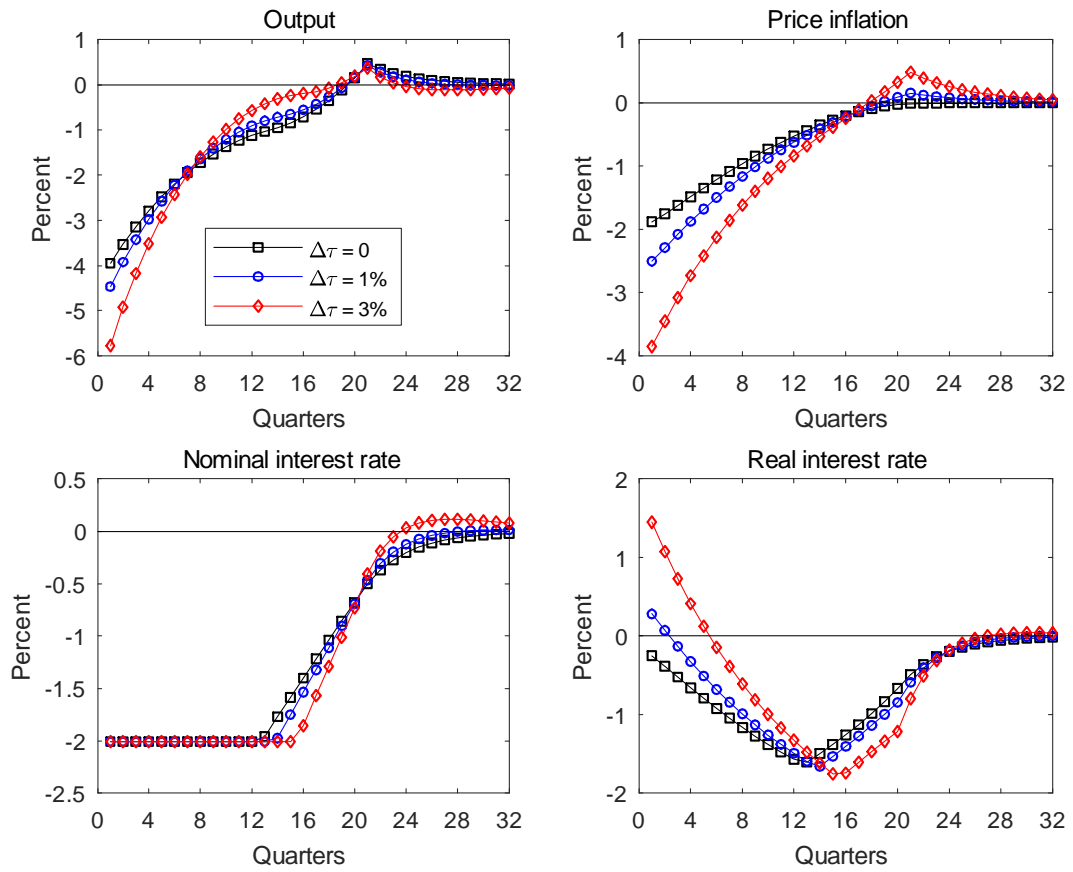 Output
Price inflation
1
0
-1
-2
-3
-4
-5
-6
Percent
Δτ = 0
Δτ = 1%
Δτ = 3%
0 4 8 12 16 20 24 28 32
Quarters
1
0
-1
-2
-3
-4
Percent
0 4 8 12 16 20 24 28 32
Quarters
Nominal interest rate
Real interest rate
0.5
0
-0.5
-1
-1.5
-2
-2.5
Percent
0 4 8 12 16 20 24 28 32
Quarters
2
1
0
-1
-2
Percent
0 4 8 12 16 20 24 28 32
Quarters